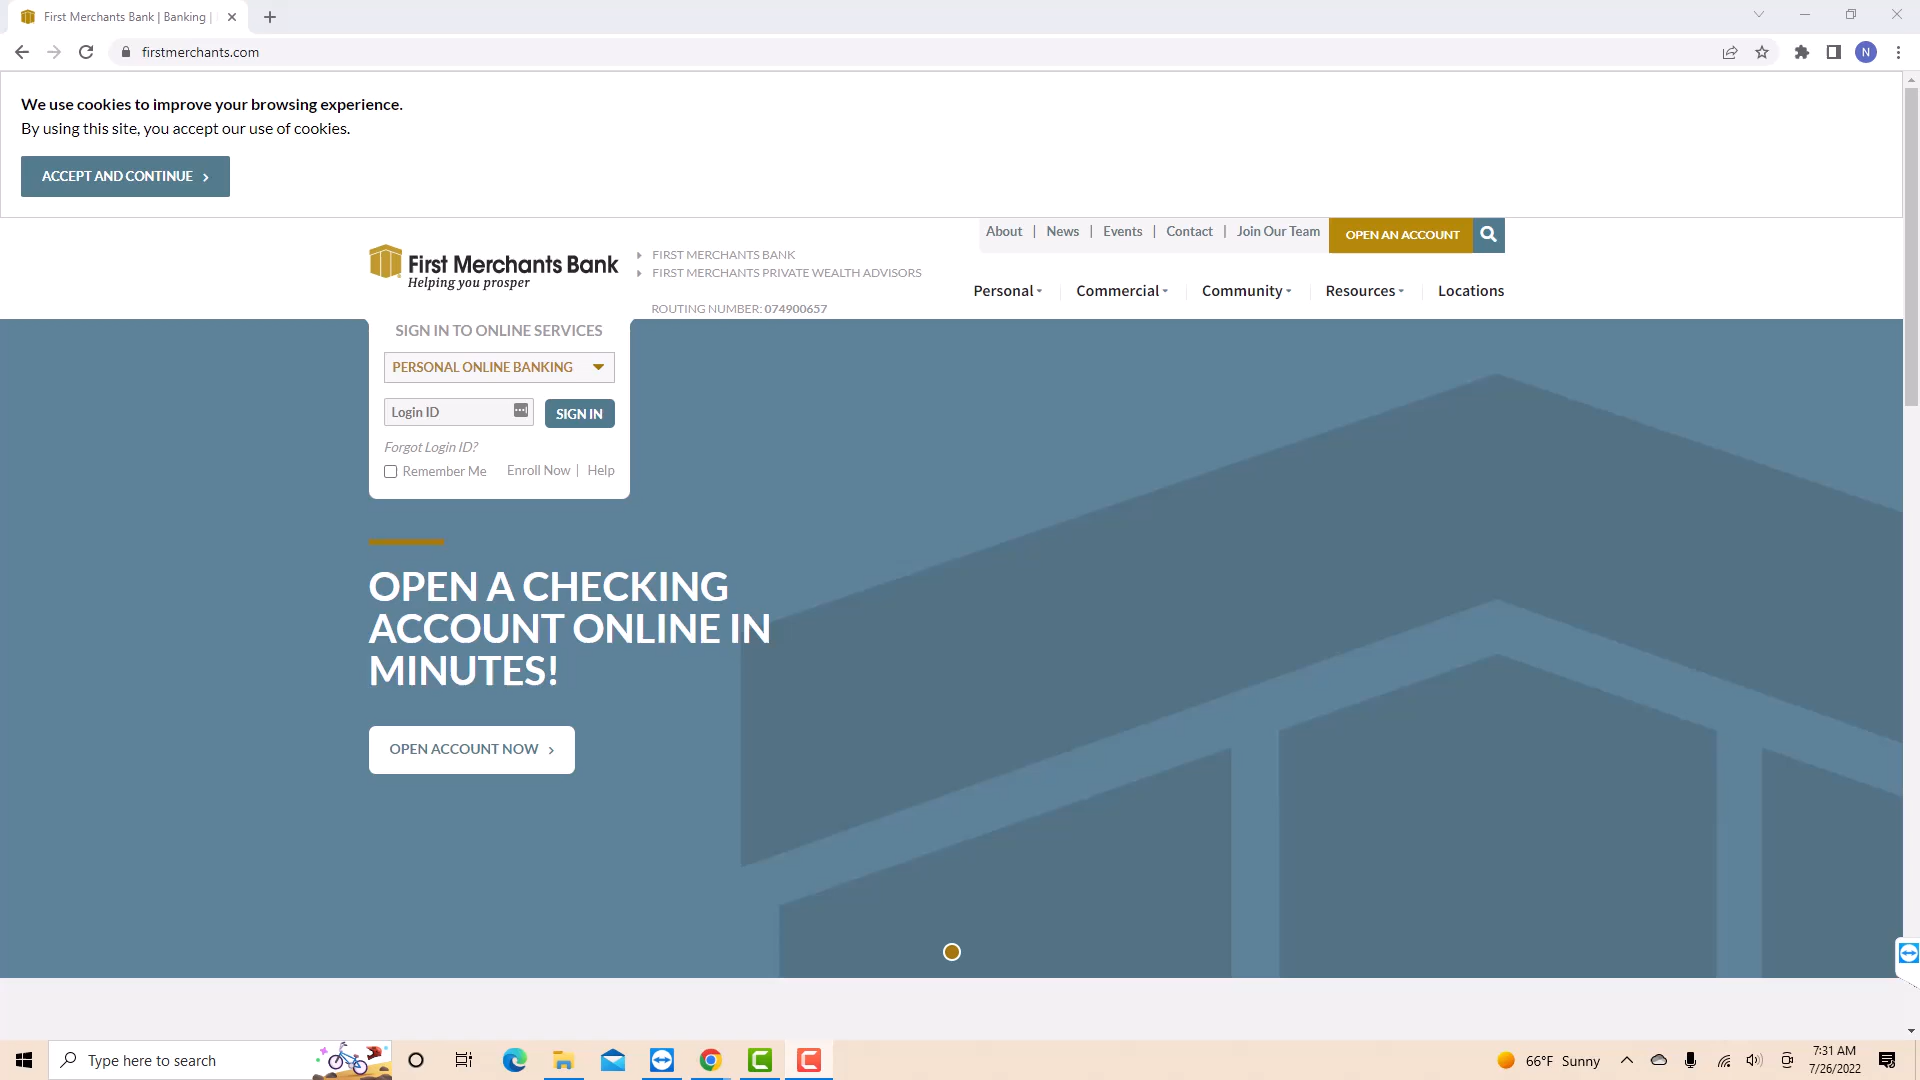 First Merchants Bank | Banking |
firstmerchants.com
N
We use cookies to improve your browsing experience.
By using this site, you accept our use of cookies.
ACCEPT AND CONTINUE
About | News | Events | Contact | Join Our Team
OPEN AN ACCOUNT
First Merchants Bank
Helping you prosper
FIRST MERCHANTS BANK
FIRST MERCHANTS PRIVATE WEALTH ADVISORS
ROUTING NUMBER: 074900657
Personal Commercial Community Resources Locations
SIGN IN TO ONLINE SERVICES
PERSONAL ONLINE BANKING
Login ID
SIGN IN
Forgot Login ID?
Remember Me Enroll Now | Help
OPEN A CHECKING
ACCOUNT ONLINE IN
MINUTES!
OPEN ACCOUNT NOW
Type here to search
66°F Sunny
7:31 AM
7/26/2022